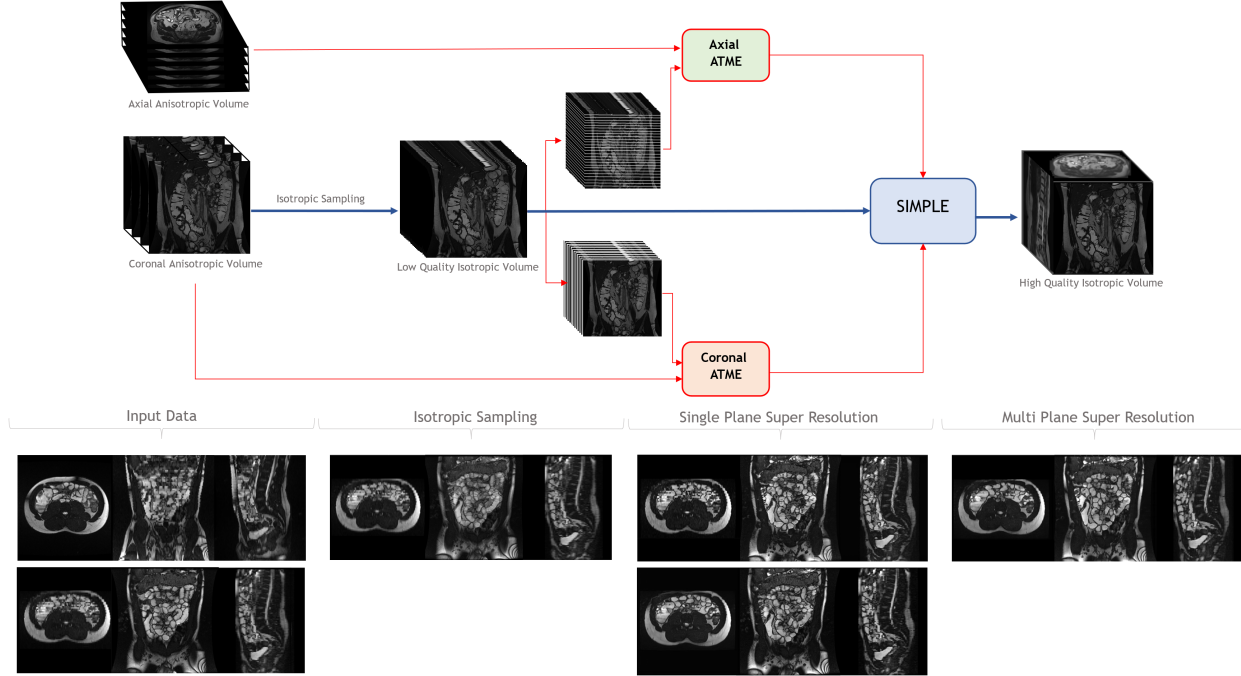 Axial
ATME
Axial Anisotropic Volume
Isotropic Sampling
SIMPLE
Coronal Anisotropic Volume
Low Quality Isotropic Volume
High Quality Isotropic Volume
Coronal
ATME
Input Data
Isotropic Sampling
Single Plane Super Resolution
Multi Plane Super Resolution